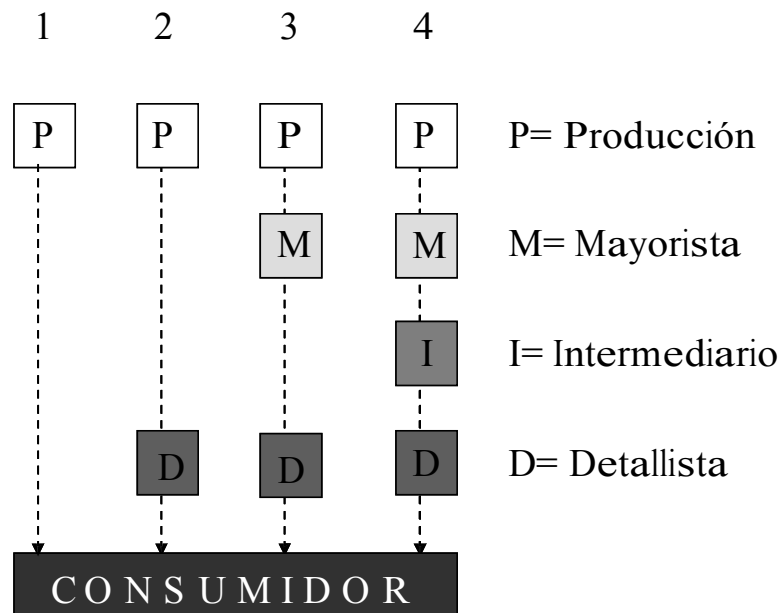 1 2 3 4
P P P P P= Producción
M M M= Mayorista
I I= Intermediario
D D D D= Detallista
CONSUMIDOR